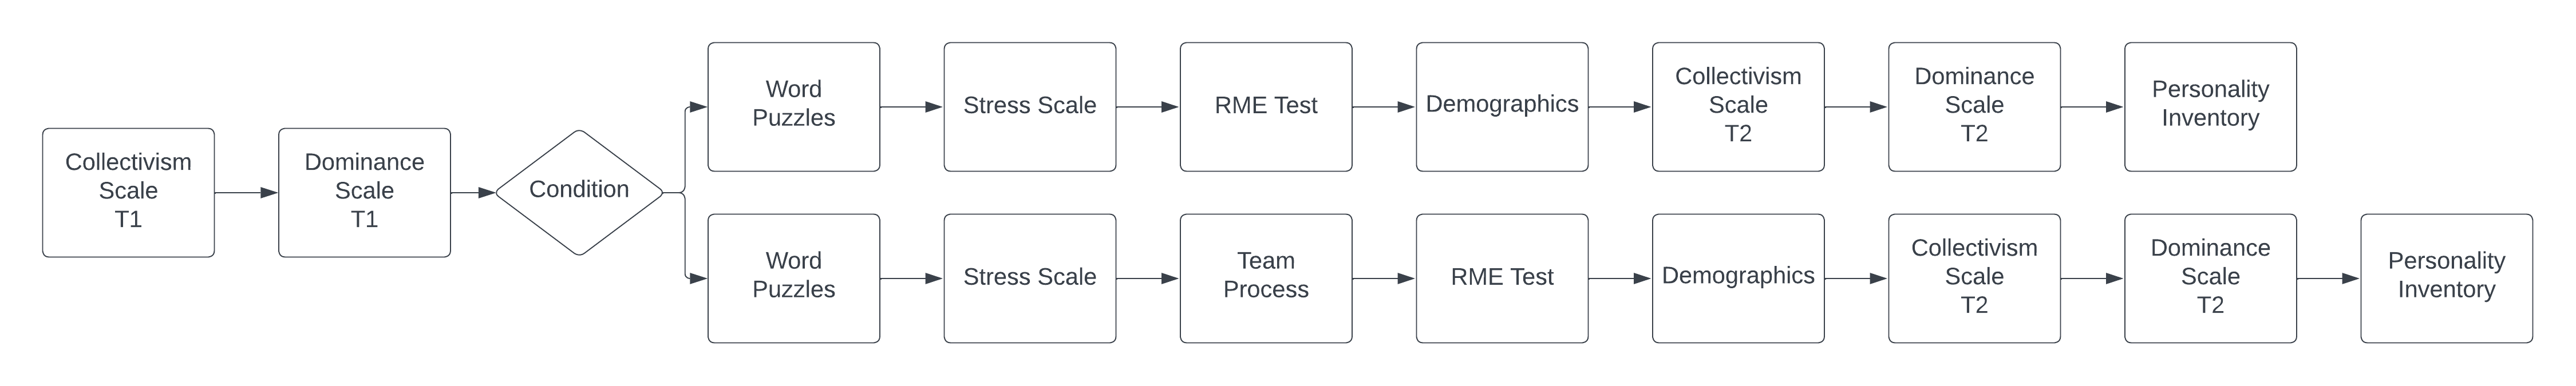 Collectivism
Scale
T1
Dominance
Scale
T1
Condition
Word
Puzzles
Stress Scale
RME Test
Demographics
Collectivism
Scale
T2
Dominance
Scale
T2
Personality
Inventory
Word
Puzzles
Stress Scale
Team
Process
RME Test
Demographics
Collectivism
Scale
T2
Dominance
Scale
T2
Personality
Inventory